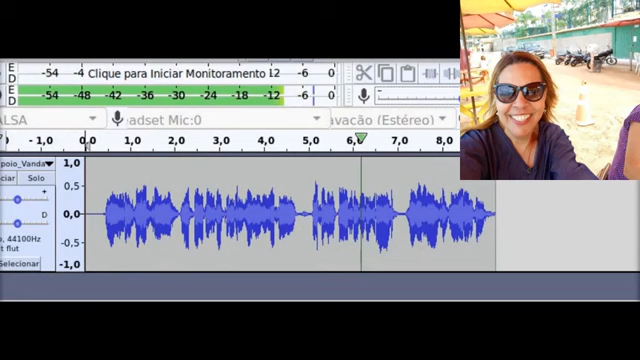 E D -54 -4 Clique para Iniciar Monitoramento 12 -6 0
E D -54 -48 -42 -36 -30 -24 -18 -12 -6 0
ALSA adset Mic:0 avação (Estéreo)
- 1,0 0,0 1,0 2,0 3,0 4,0 5,0 6,0 7,0 8,0
poio_Vanda
ciar Solo
+
D
, 44100Hz
t flut
Selecionar
1,0
0,5
0,0
-0,5
-1,0